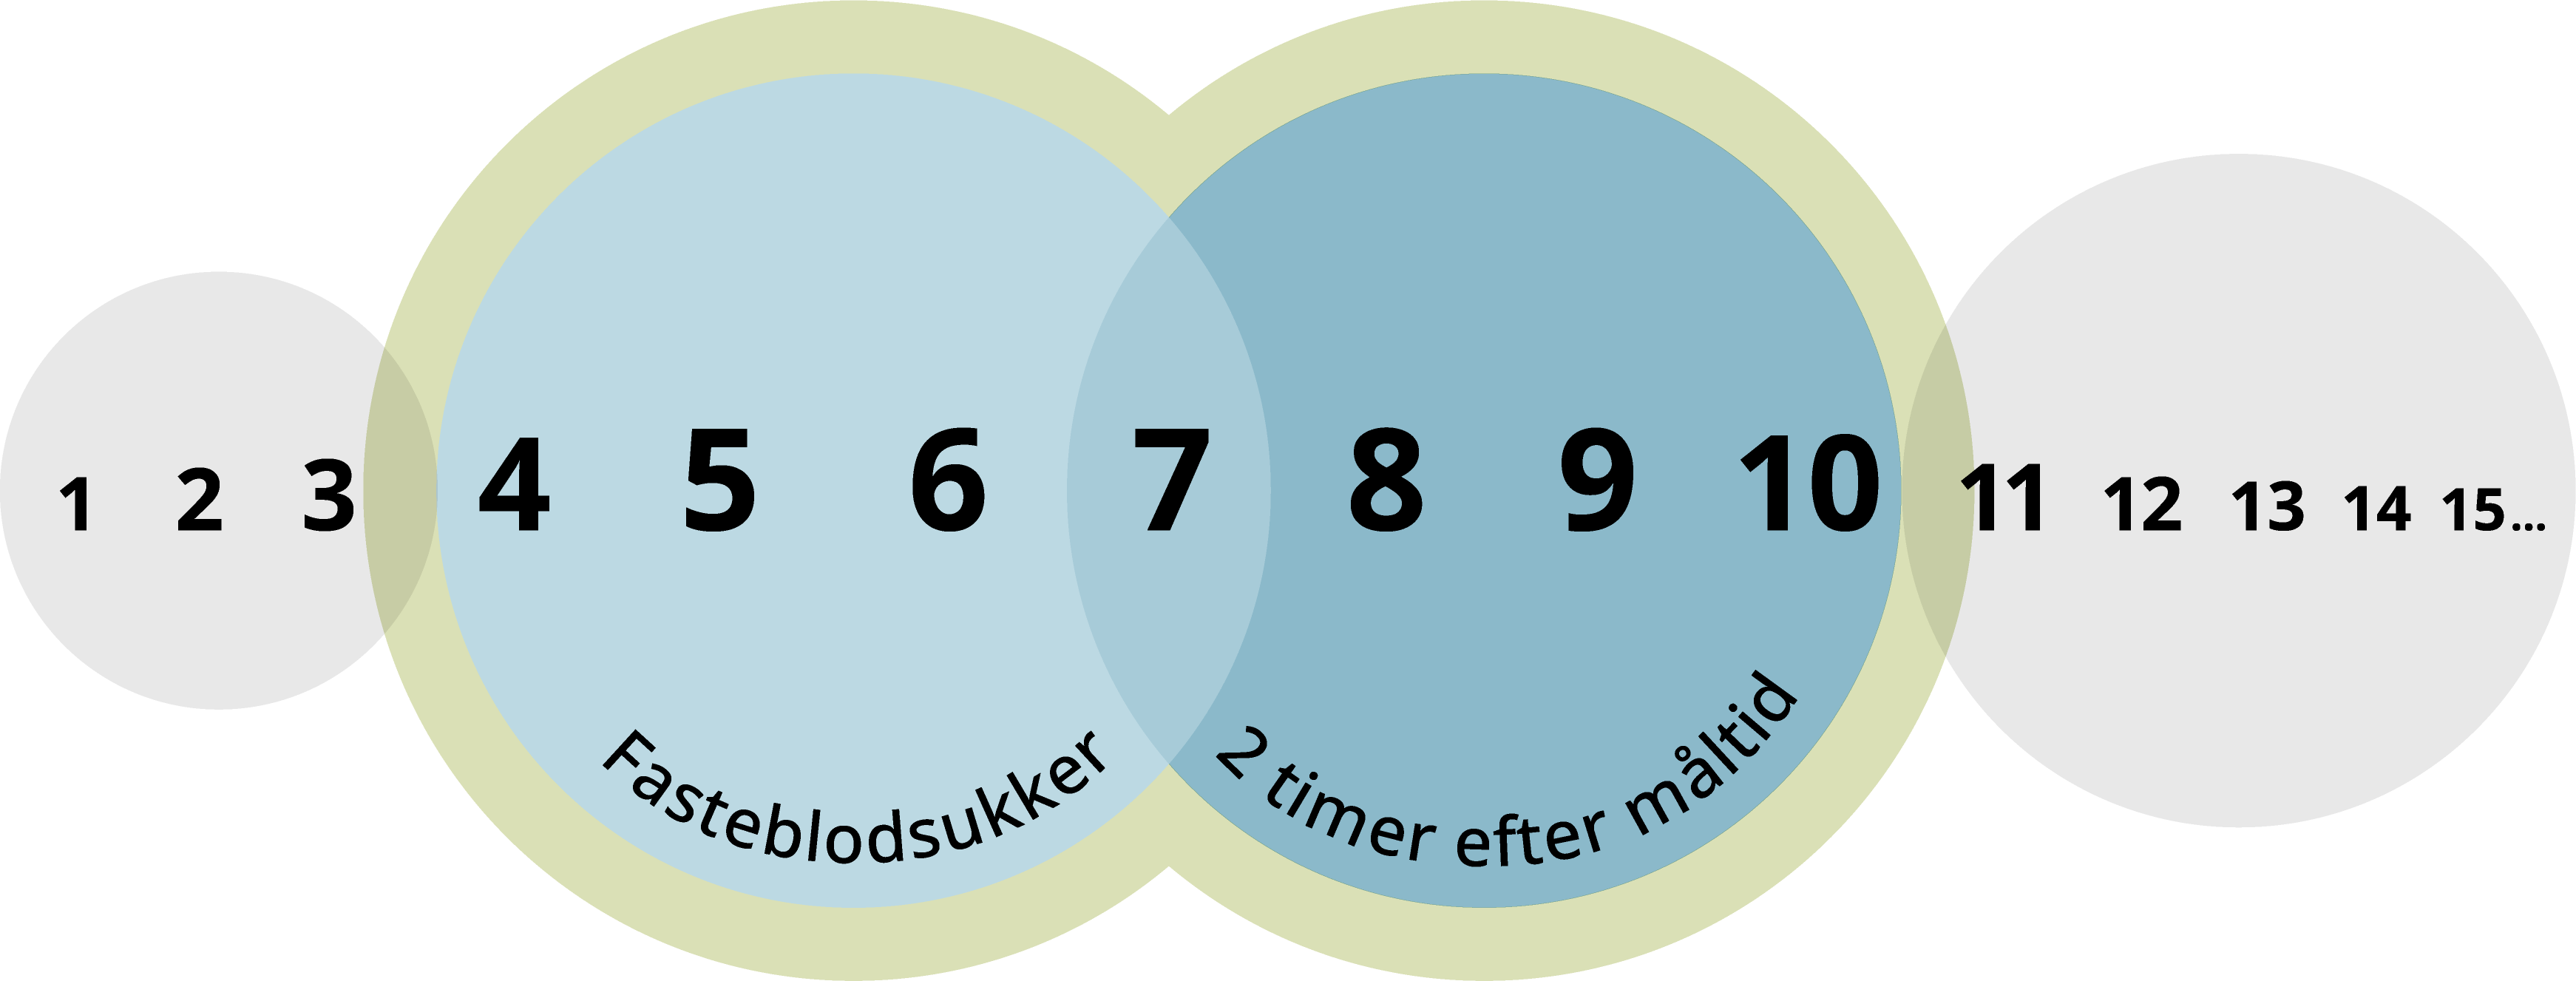 1 2 3 4 5 6 7 8 9 10 11 12 13 14 15...
Fasteblodsukker
2 timer efter måltid